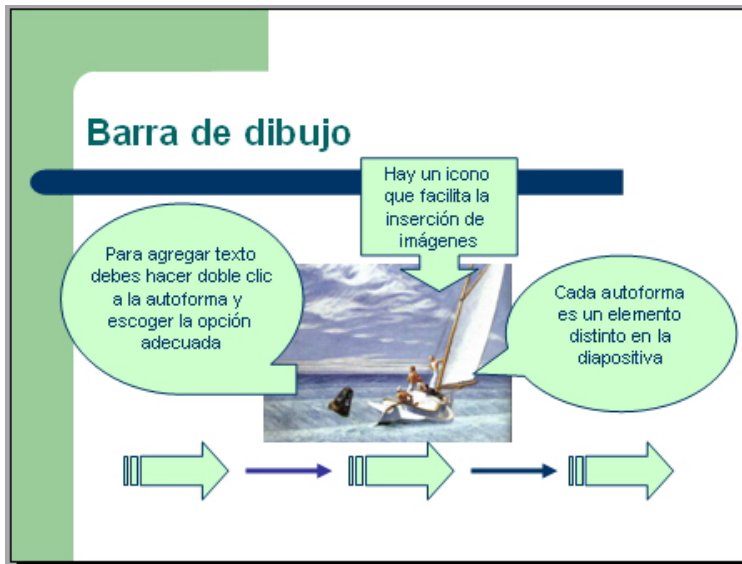 Barra de dibujo
Hay un icono
que facilita la
inserción de
imágenes
Para agregar texto
debes hacer doble clic
a la autoforma y
escoger la opción
adecuada
Cada autoforma
es un elemento
distinto en la
diapositiva